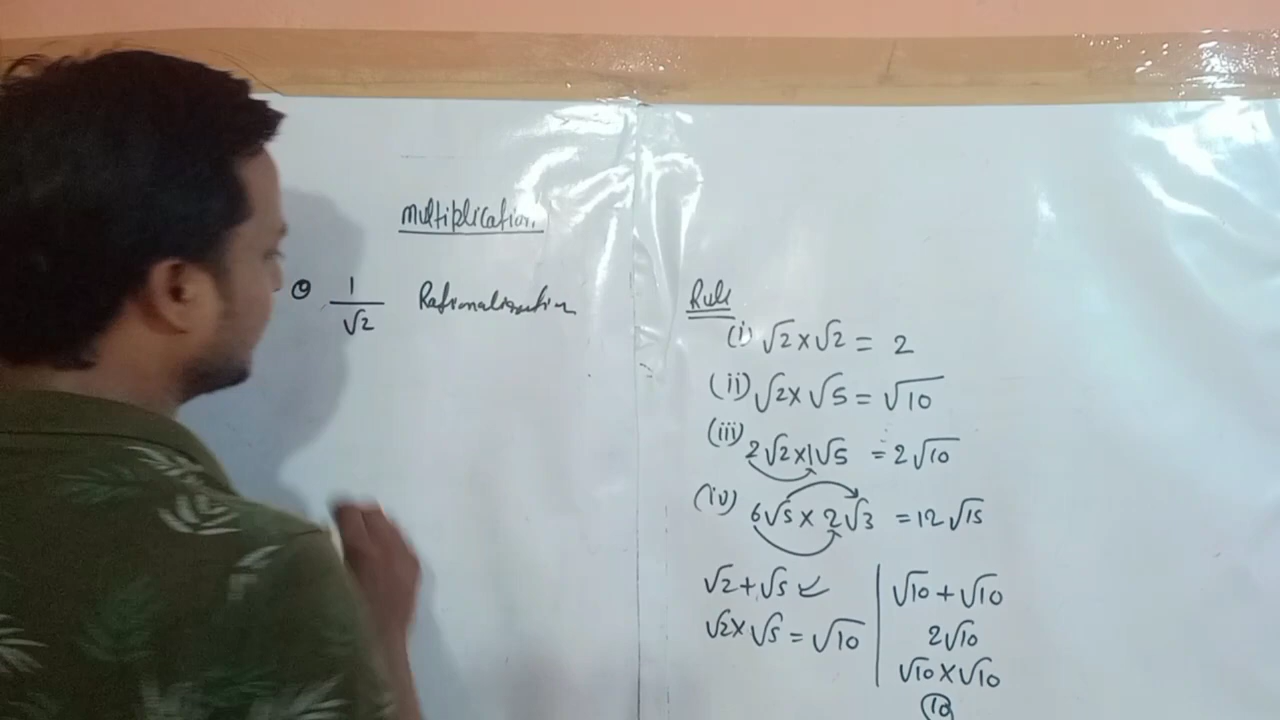 Multiplication
1/√2 Rationalization
Rule
(i) √2 × √2 = 2
(ii) √2 × √5 = √10
(iii) 2√2 × 1√5 = 2√10
(iv) 6√5 × 2√3 = 12√15
√2 + √5
√2 × √5 = √10
√10 + √10
2√10
√10 × √10
10